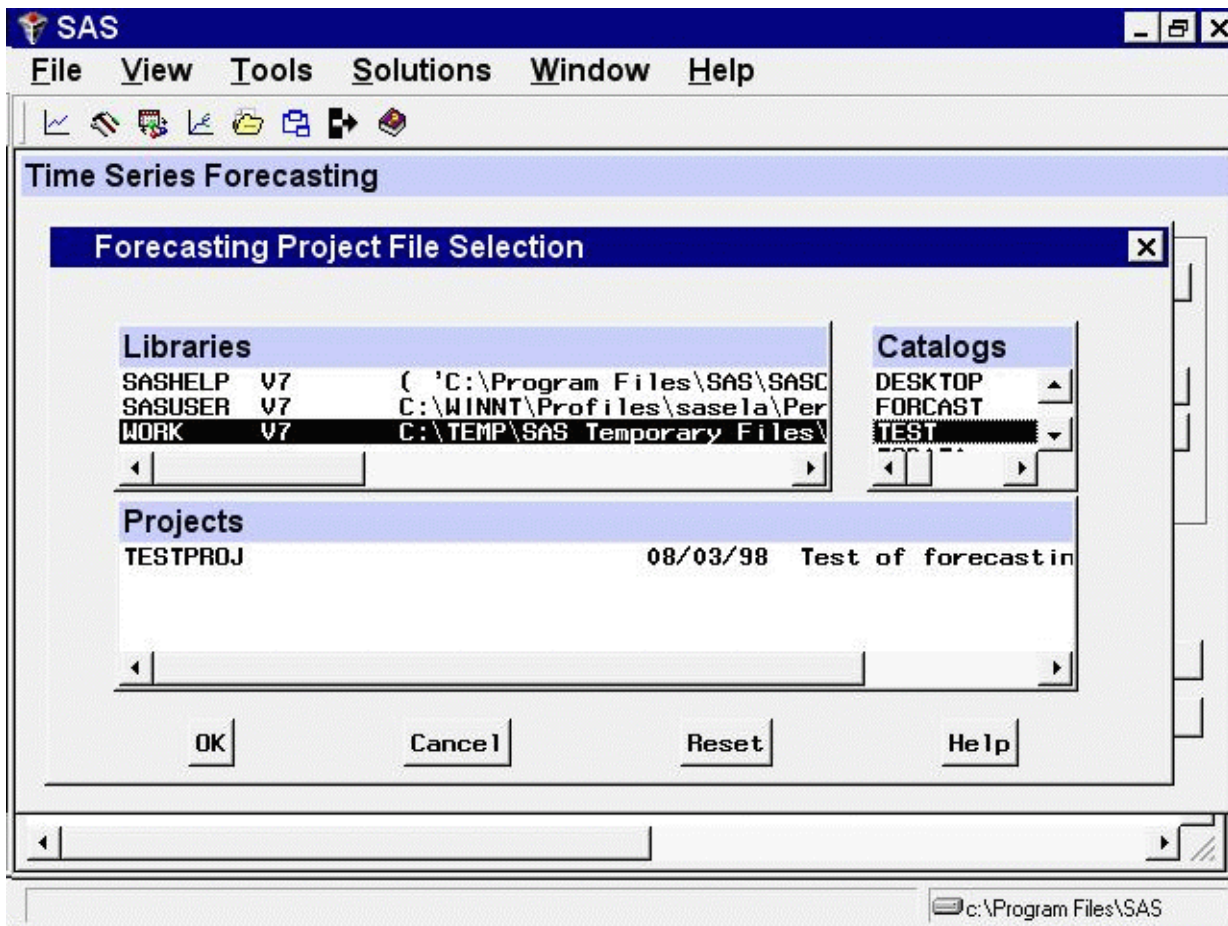 SAS
File View Tools Solutions Window Help
Time Series Forecasting
Forecasting Project File Selection
Libraries
SASHELP V7 ( 'C:\Program Files\SAS\SASC
SASUSER V7 C:\WINNT\Profiles\sasela\Per
WORK V7 C:\TEMP\SAS Temporary Files\
Catalogs
DESKTOP
FORCAST
TEST
Projects
TESTPROJ 08/03/98 Test of forecastin
OK Cancel Reset Help
c:\Program Files\SAS